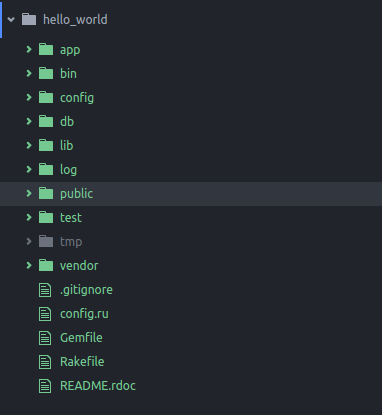 hello_world
app
bin
config
db
lib
log
public
test
tmp
vendor
.gitignore
config.ru
Gemfile
Rakefile
README.rdoc